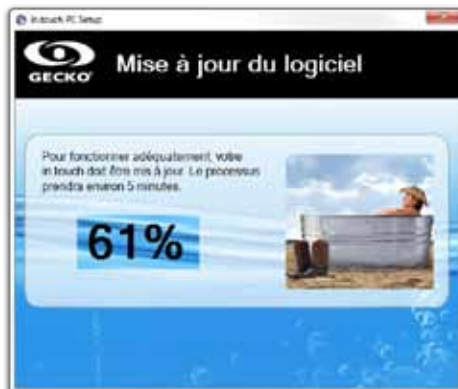 in.touch PC Setup
GECKO
Mise à jour du logiciel
Pour fonctionner adéquatement, votre
in.touch doit être mis à jour. Le processus
prendra environ 5 minutes.
61%